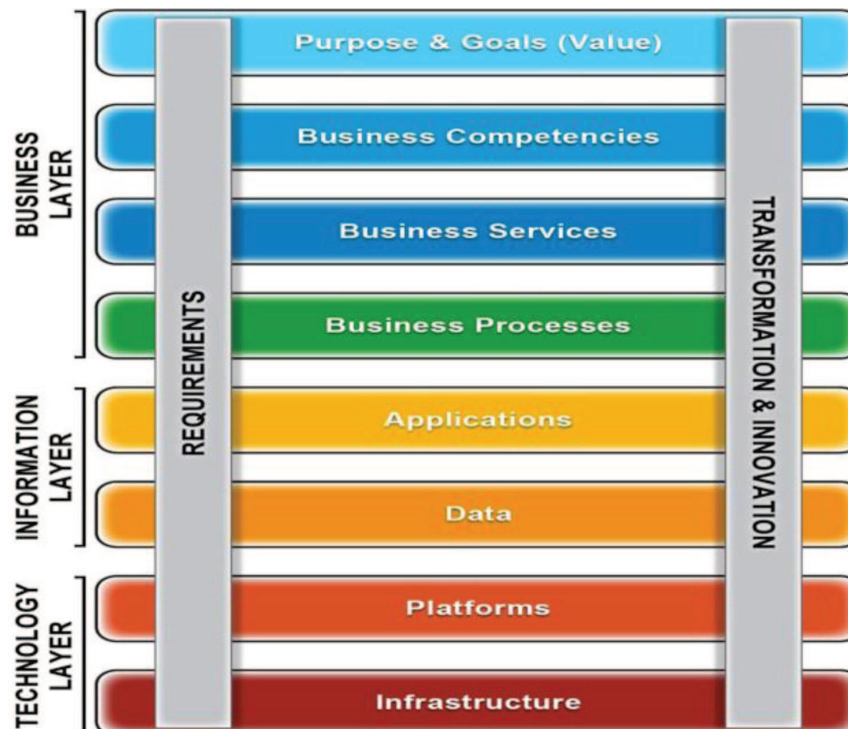 BUSINESS
LAYER
Purpose & Goals (Value)
Business Competencies
Business Services
Business Processes
INFORMATION
LAYER
Applications
Data
TECHNOLOGY
LAYER
Platforms
Infrastructure
REQUIREMENTS
TRANSFORMATION & INNOVATION